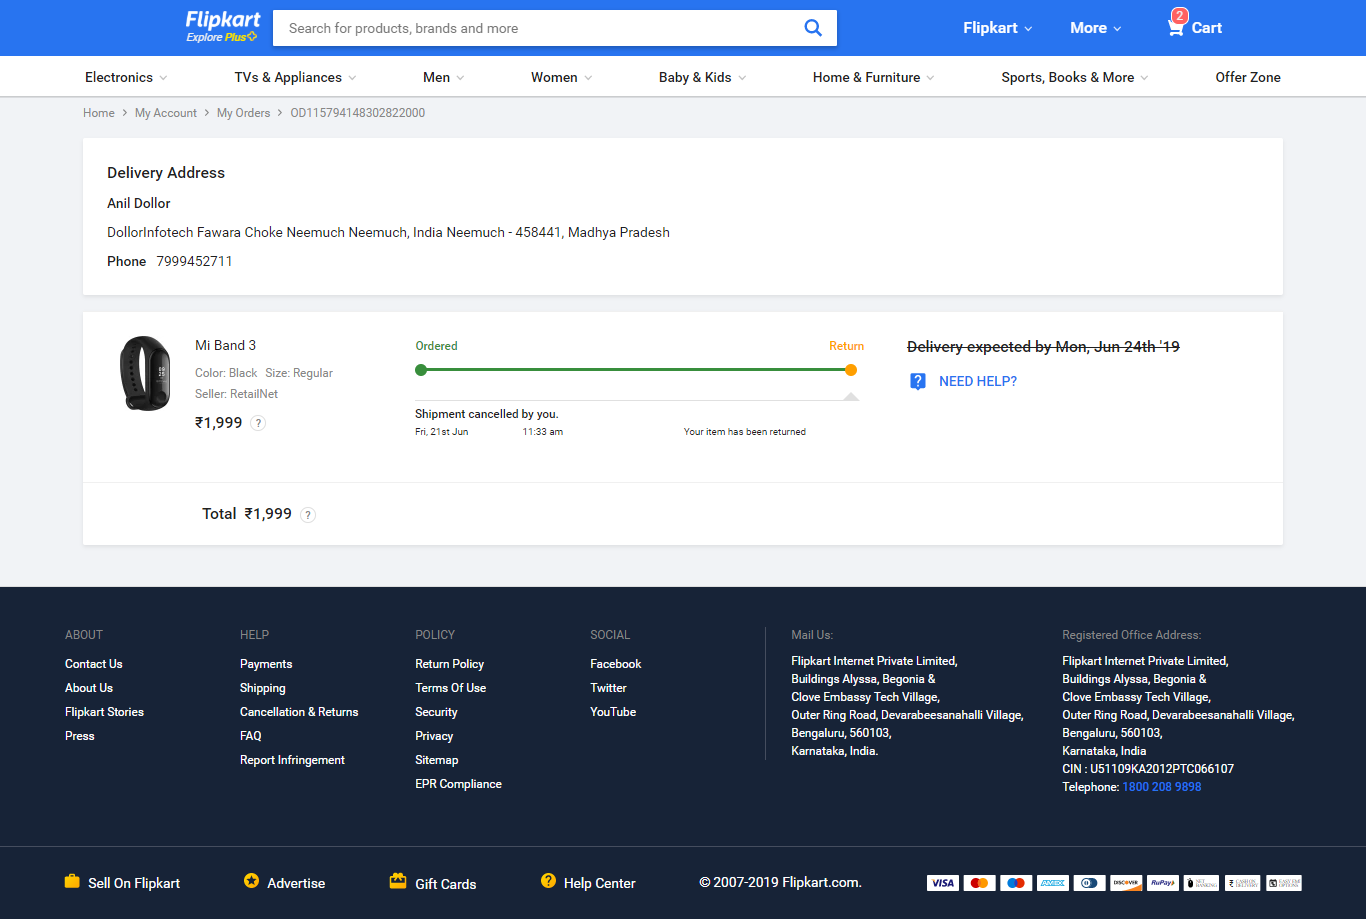 Flipkart
Explore Plus
Search for products, brands and more
Flipkart
More
2
Cart
Electronics
TVs & Appliances
Men
Women
Baby & Kids
Home & Furniture
Sports, Books & More
Offer Zone
Home > My Account > My Orders > OD115794148302822000
Delivery Address
Anil Dollor
DollorInfotech Fawara Choke Neemuch Neemuch, India Neemuch - 458441, Madhya Pradesh
Phone 7999452711
Mi Band 3
Color: Black Size: Regular
Seller: RetailNet
₹1,999 ?
Ordered
Return
Shipment cancelled by you.
Fri, 21st Jun 11:33 am Your item has been returned
Delivery expected by Mon, Jun 24th '19
? NEED HELP?
Total ₹1,999 ?
ABOUT
Contact Us
About Us
Flipkart Stories
Press
HELP
Payments
Shipping
Cancellation & Returns
FAQ
Report Infringement
POLICY
Return Policy
Terms Of Use
Security
Privacy
Sitemap
EPR Compliance
SOCIAL
Facebook
Twitter
YouTube
Mail Us:
Flipkart Internet Private Limited,
Buildings Alyssa, Begonia &
Clove Embassy Tech Village,
Outer Ring Road, Devarabeesanahalli Village,
Bengaluru, 560103,
Karnataka, India.
Registered Office Address:
Flipkart Internet Private Limited,
Buildings Alyssa, Begonia &
Clove Embassy Tech Village,
Outer Ring Road, Devarabeesanahalli Village,
Bengaluru, 560103,
Karnataka, India
CIN : U51109KA2012PTC066107
Telephone: 1800 208 9898
Sell On Flipkart
Advertise
Gift Cards
? Help Center
© 2007-2019 Flipkart.com.
VISA
AMEX
DISCOVER
RuPay
NET BANKING
CASH ON DELIVERY
EASY EMI OPTIONS